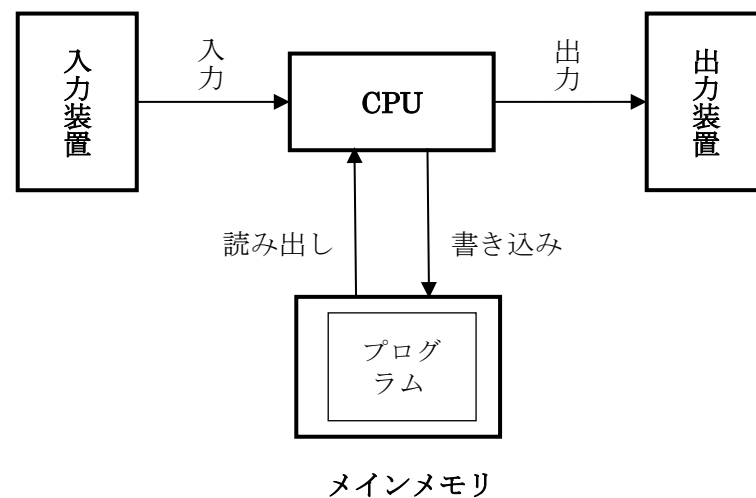 入力装置
入力
CPU
出力
出力装置
読み出し
書き込み
プログ
ラム
メインメモリ